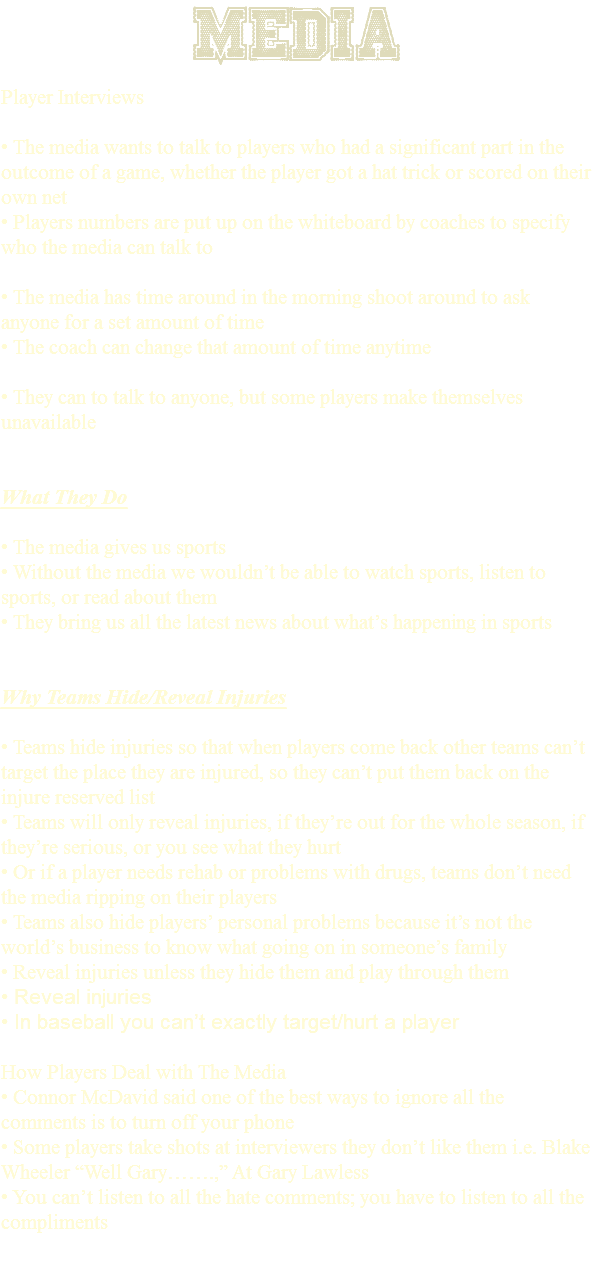 MEDIA
Player Interviews
• The media wants to talk to players who had a significant part in the
outcome of a game, whether the player got a hat trick or scored on their
own net
• Players numbers are put up on the whiteboard by coaches to specify
who the media can talk to
• The media has time around in the morning shoot around to ask
anyone for a set amount of time
• The coach can change that amount of time anytime
• They can to talk to anyone, but some players make themselves
unavailable
What They Do
• The media gives us sports
• Without the media we wouldn't be able to watch sports, listen to
sports, or read about them
• They bring us all the latest news about what's happening in sports
Why Teams Hide/Reveal Injuries
• Teams hide injuries so that when players come back other teams can't
target the place they are injured, so they can't put them back on the
injure reserved list
• Teams will only reveal injuries, if they're out for the whole season, if
they're serious, or you see what they hurt
• Or if a player needs rehab or problems with drugs, teams don't need
the media ripping on their players
• Teams also hide players' personal problems because it's not the
world's business to know what going on in someone's family
• Reveal injuries unless they hide them and play through them
• Reveal injuries
• In baseball you can't exactly target/hurt a player
How Players Deal with The Media
• Connor McDavid said one of the best ways to ignore all the
comments is to turn off your phone
• Some players take shots at interviewers they don't like them i.e. Blake
Wheeler “Well Gary…….,” At Gary Lawless
• You can't listen to all the hate comments; you have to listen to all the
compliments